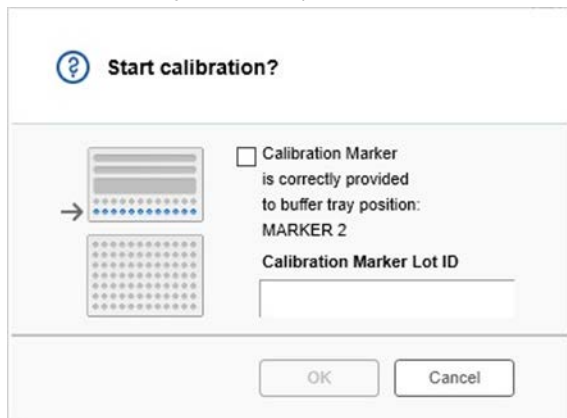 Start calibration?
Calibration Marker
is correctly provided
to buffer tray position:
MARKER 2
Calibration Marker Lot ID
OK
Cancel